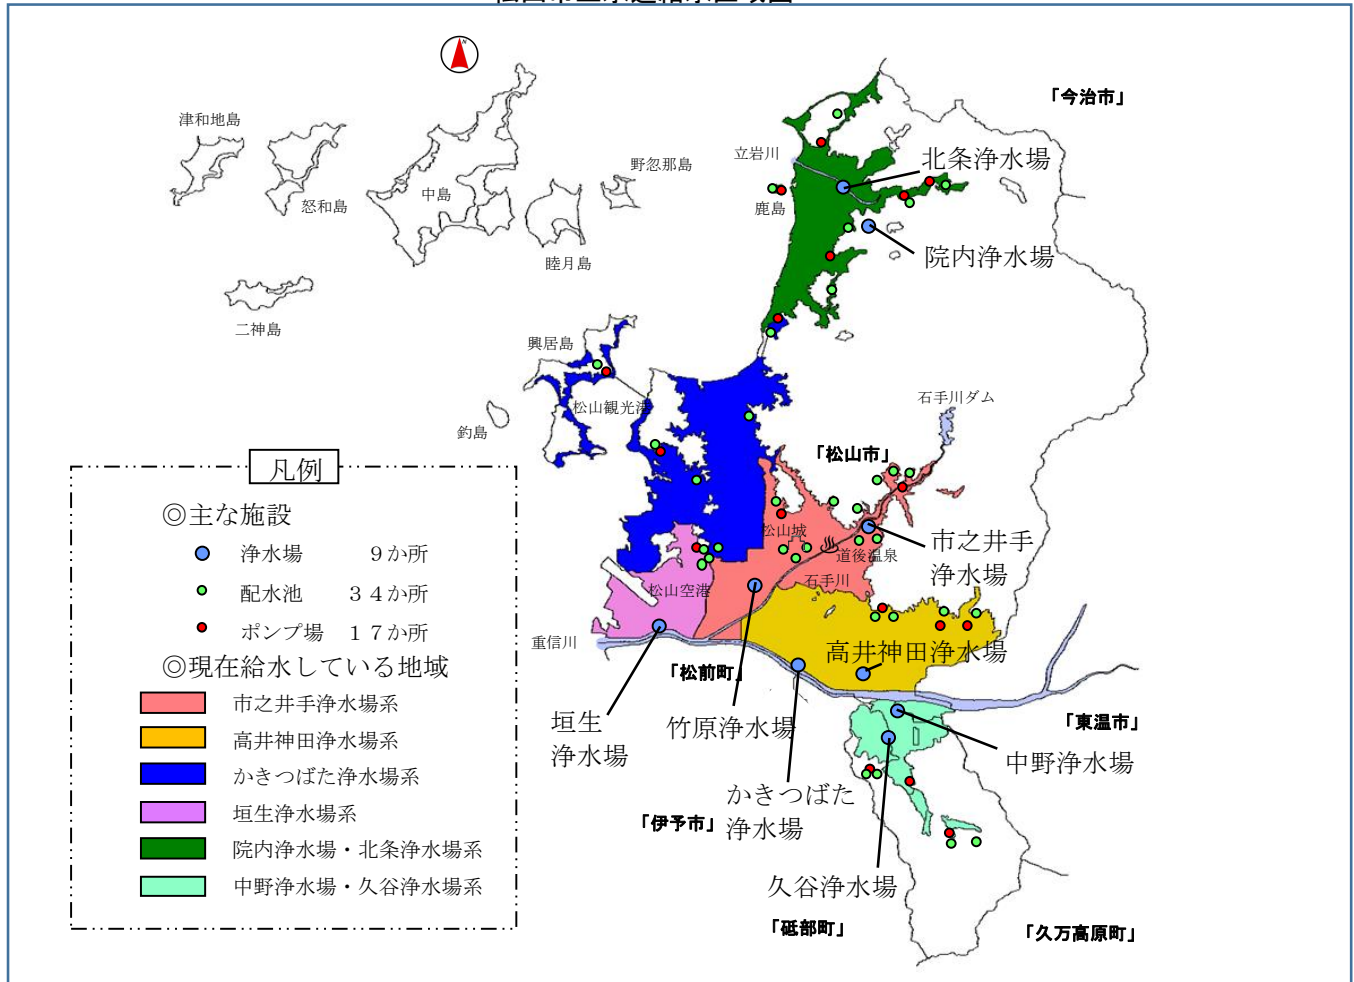 「今治市」
津和地島
立岩川
北条浄水場
野忽那島
中島
怒和島
鹿島
院内浄水場
睦月島
二神島
興居島
石手川ダム
松山観光港
釣島
「松山市」
凡例
◎主な施設
浄水場 9か所
配水池 34か所
ポンプ場 17か所
◎現在給水している地域
市之井手浄水場系
高井神田浄水場系
かきつばた浄水場系
垣生浄水場系
院内浄水場・北条浄水場系
中野浄水場・久谷浄水場系
松山城
道後温泉
市之井手
浄水場
石手川
松山空港
重信川
高井神田浄水場
「松前町」
垣生
浄水場
竹原浄水場
「東温市」
中野浄水場
かきつばた
浄水場
「伊予市」
久谷浄水場
「砥部町」
「久万高原町」